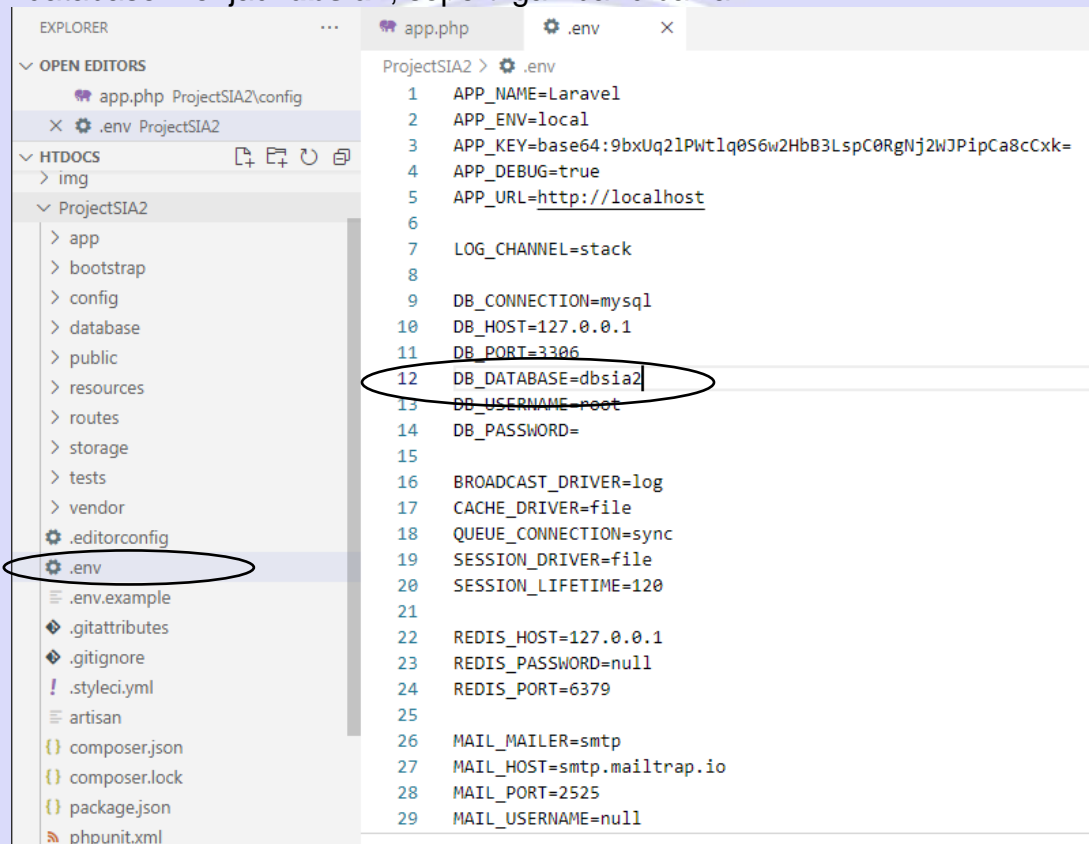 EXPLORER ...
OPEN EDITORS
app.php ProjectSIA2\config
.env ProjectSIA2
HTDOCS
img
ProjectSIA2
app
bootstrap
config
database
public
resources
routes
storage
tests
vendor
.editorconfig
.env
.env.example
.gitattributes
.gitignore
.styleci.yml
artisan
composer.json
composer.lock
package.json
phpunit.xml
app.php .env
ProjectSIA2 > .env
1 APP_NAME=Laravel
2 APP_ENV=local
3 APP_KEY=base64:9bxUq2lPWtlq0S6w2HbB3LspC0RgNj2WJPipCa8cCxk=
4 APP_DEBUG=true
5 APP_URL=http://localhost
6
7 LOG_CHANNEL=stack
8
9 DB_CONNECTION=mysql
10 DB_HOST=127.0.0.1
11 DB_PORT=3306
12 DB_DATABASE=dbsia2
13 DB_USERNAME=root
14 DB_PASSWORD=
15
16 BROADCAST_DRIVER=log
17 CACHE_DRIVER=file
18 QUEUE_CONNECTION=sync
19 SESSION_DRIVER=file
20 SESSION_LIFETIME=120
21
22 REDIS_HOST=127.0.0.1
23 REDIS_PASSWORD=null
24 REDIS_PORT=6379
25
26 MAIL_MAILER=smtp
27 MAIL_HOST=smtp.mailtrap.io
28 MAIL_PORT=2525
29 MAIL_USERNAME=null